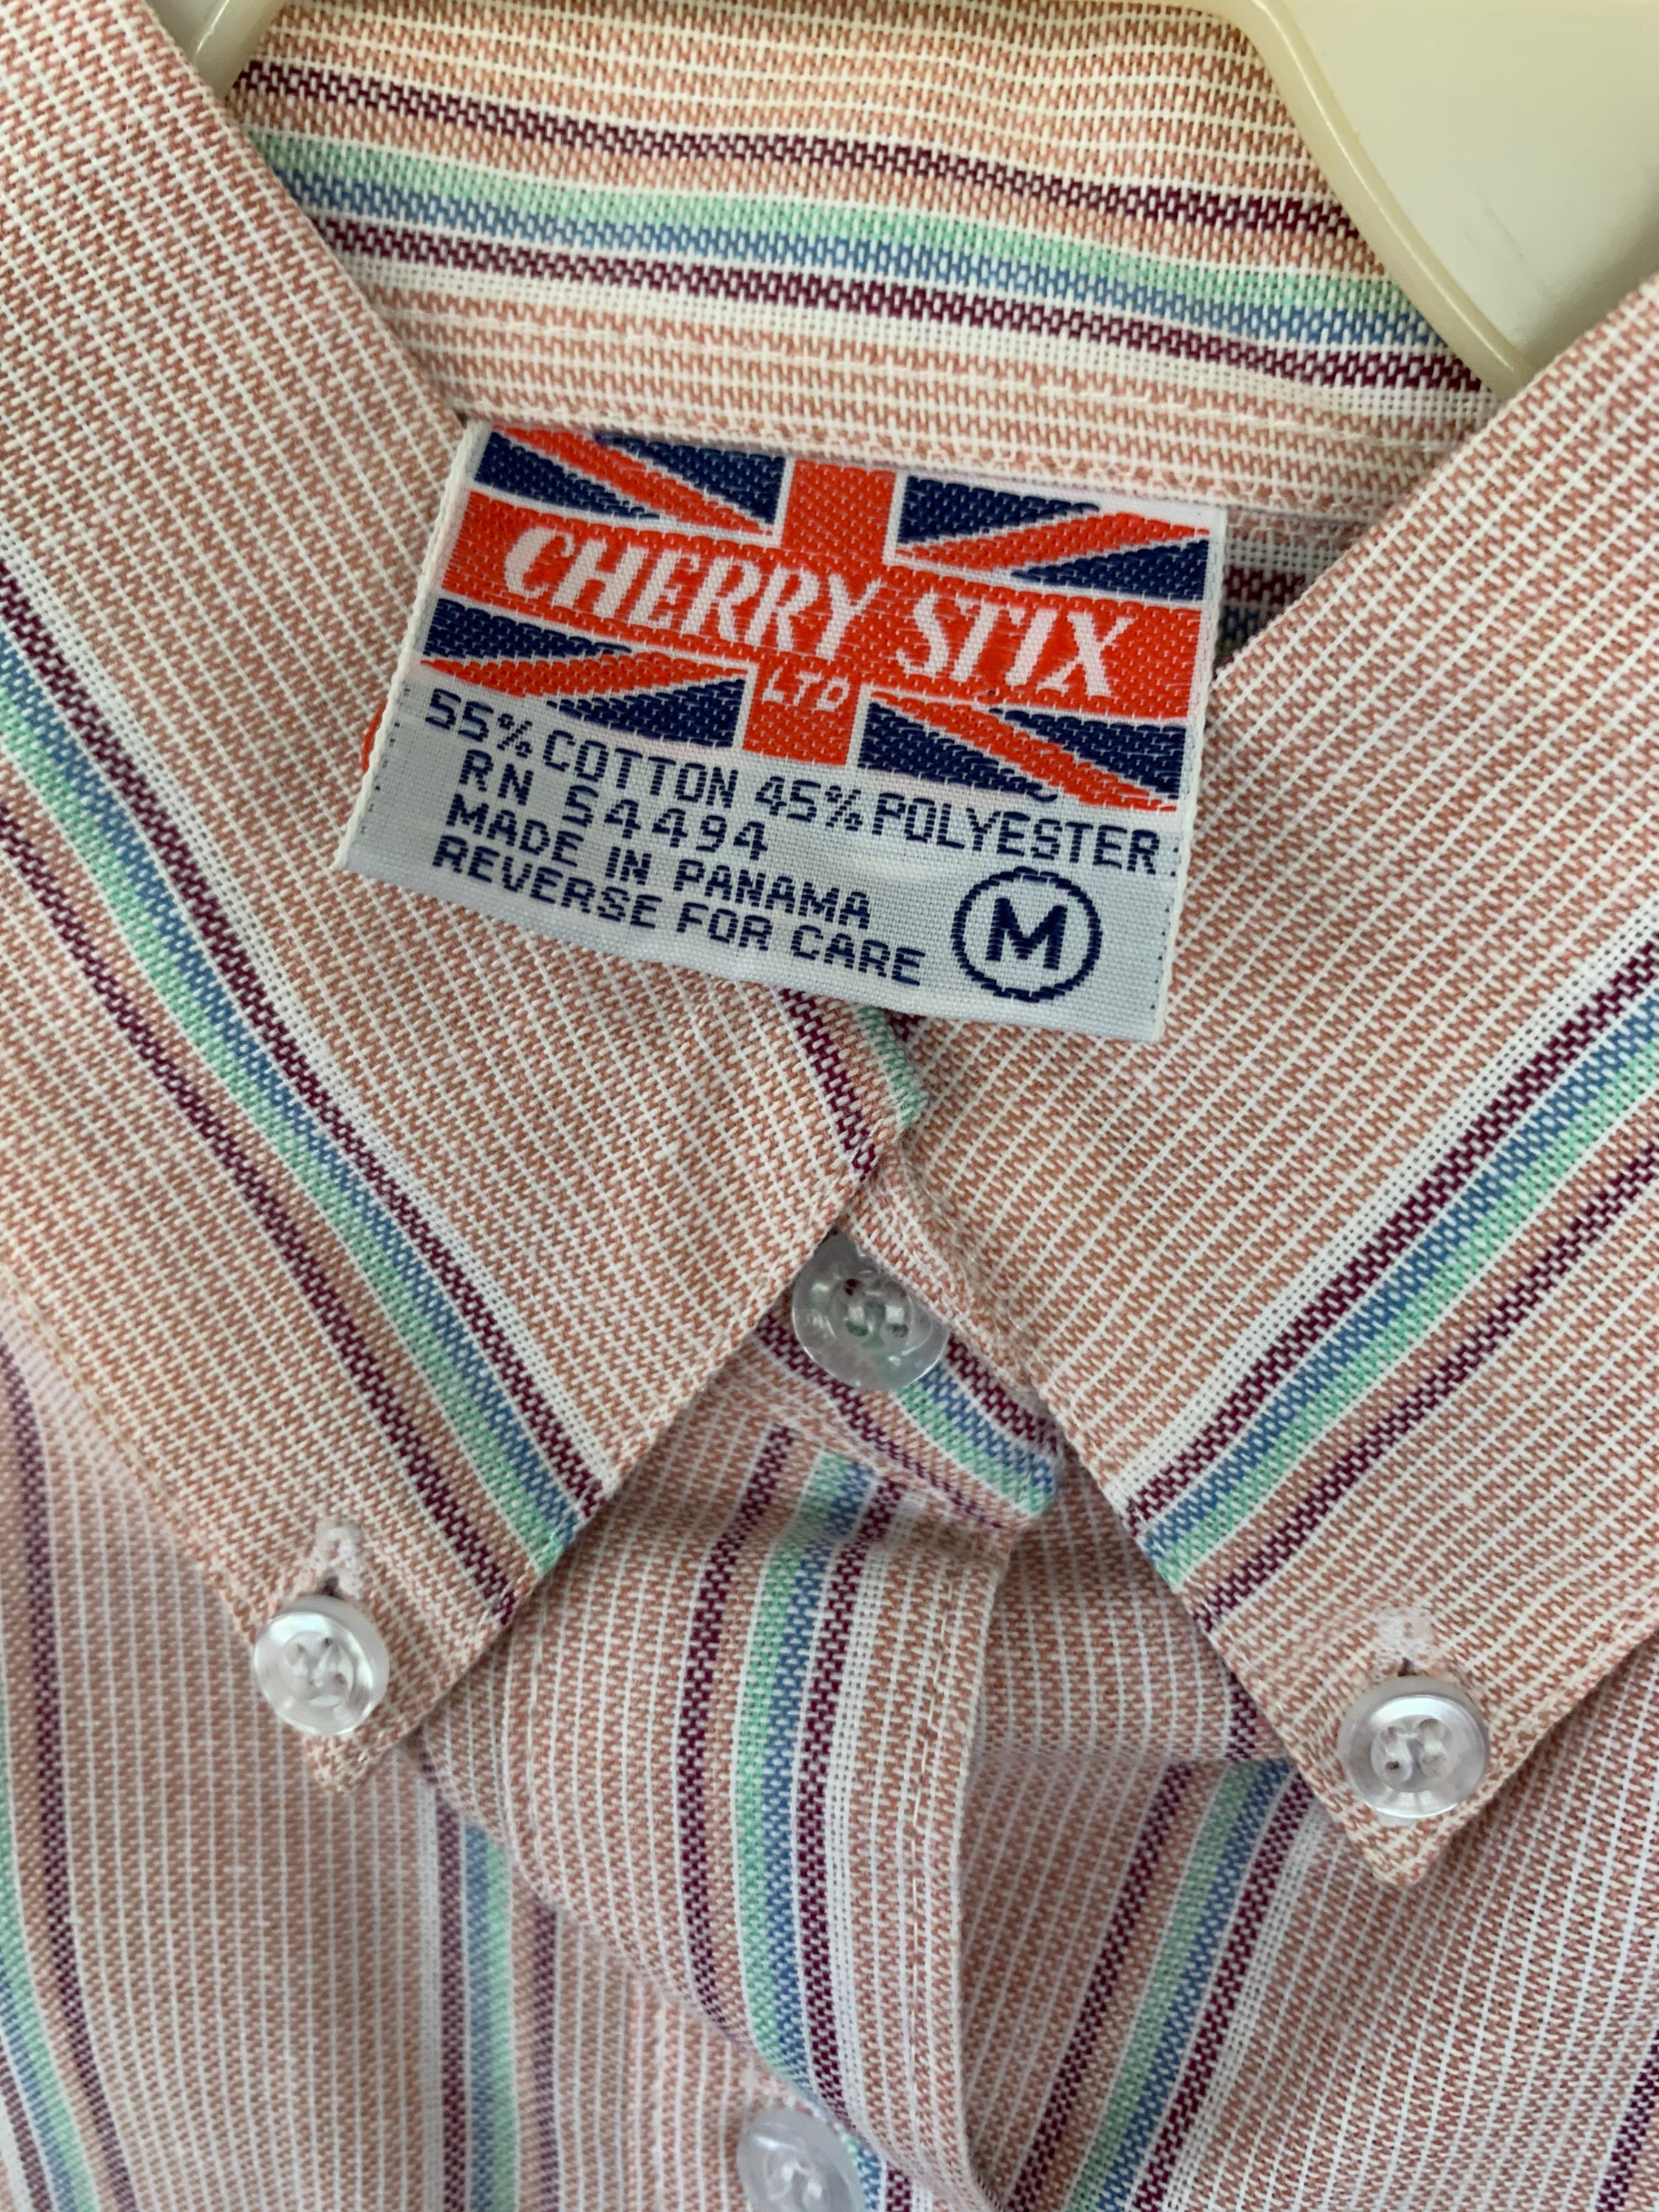 CHERRY STIX
LTD
55% COTTON 45% POLYESTER
RN 54494
MADE IN PANAMA
REVERSE FOR CARE
M